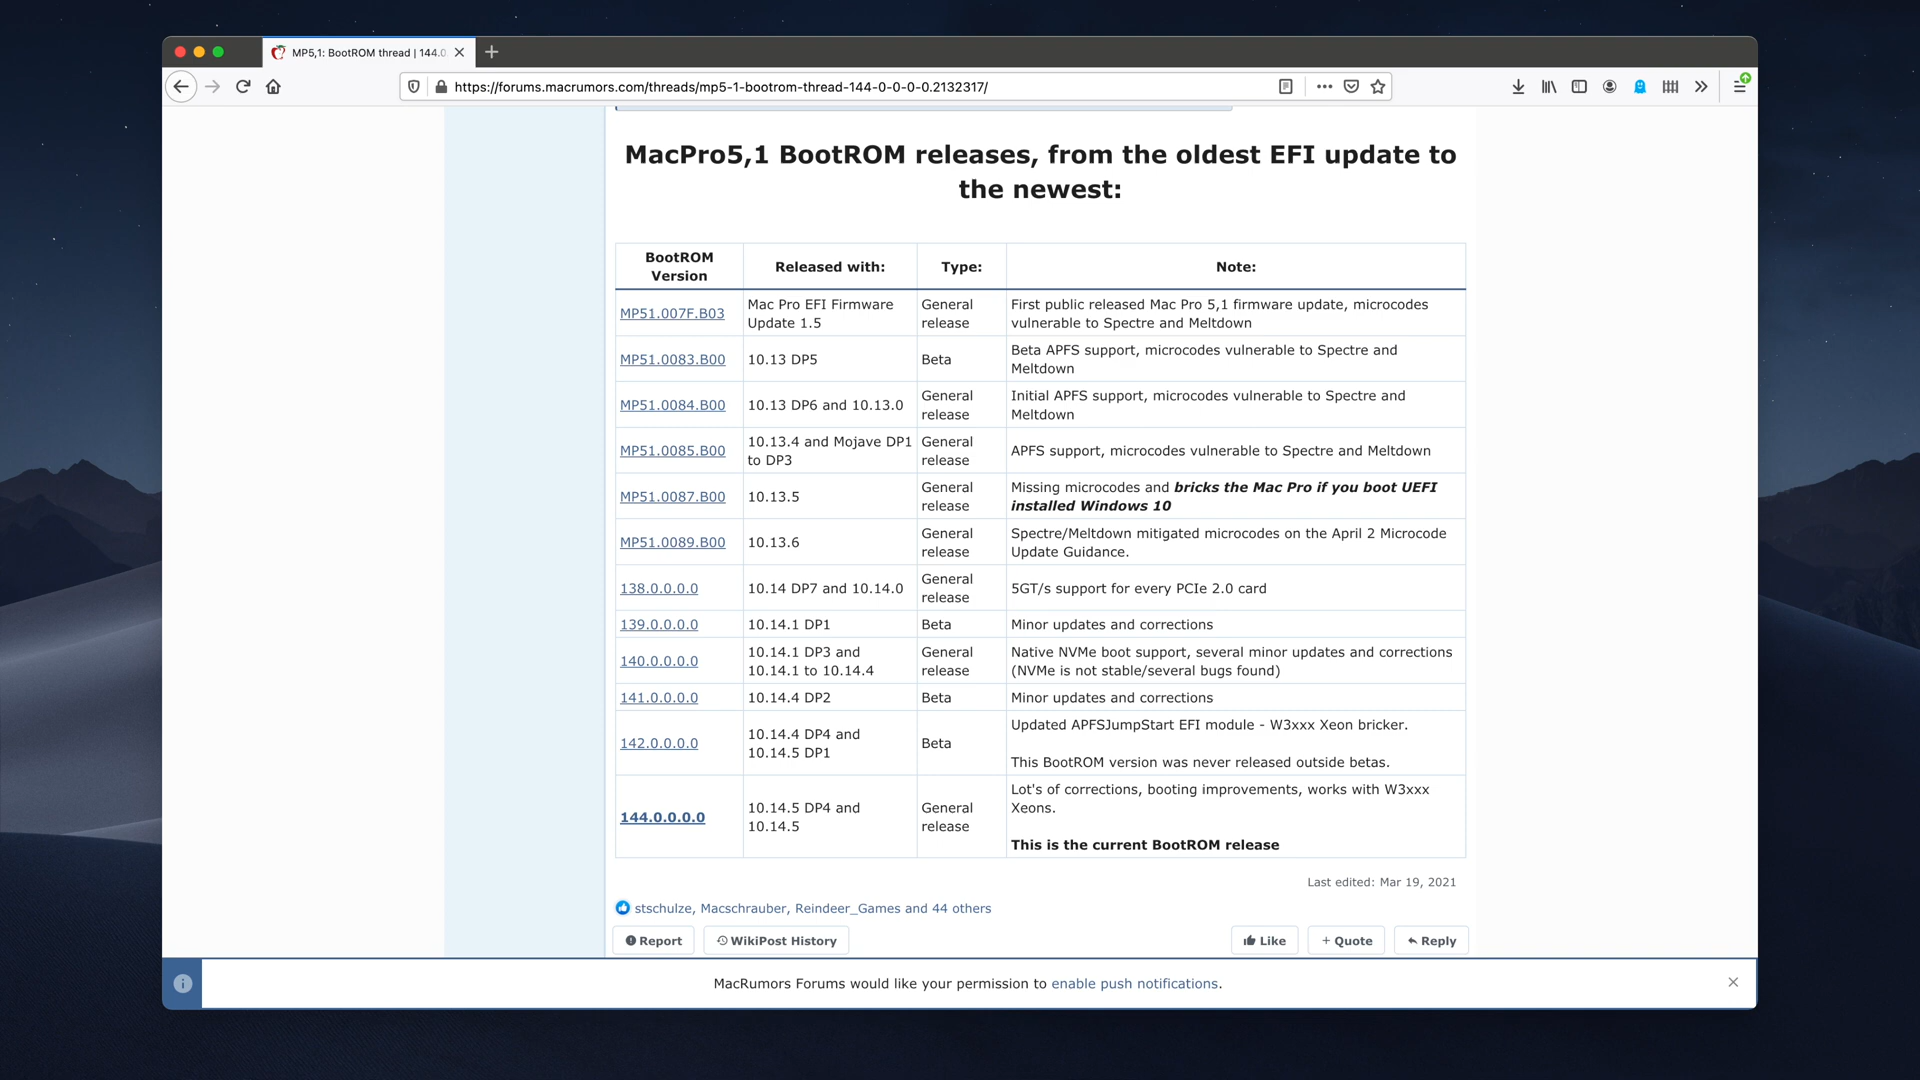 MP5,1: BootROM thread | 144.0
https://forums.macrumors.com/threads/mp5-1-bootrom-thread-144-0-0-0-0.2132317/
MacPro5,1 BootROM releases, from the oldest EFI update to
the newest:
BootROM
Version
Released with:
Type:
Note:
MP51.007F.B03
Mac Pro EFI Firmware
Update 1.5
General
release
First public released Mac Pro 5,1 firmware update, microcodes
vulnerable to Spectre and Meltdown
MP51.0083.B00
10.13 DP5
Beta
Beta APFS support, microcodes vulnerable to Spectre and
Meltdown
MP51.0084.B00
10.13 DP6 and 10.13.0
General
release
Initial APFS support, microcodes vulnerable to Spectre and
Meltdown
MP51.0085.B00
10.13.4 and Mojave DP1
to DP3
General
release
APFS support, microcodes vulnerable to Spectre and Meltdown
MP51.0087.B00
10.13.5
General
release
Missing microcodes and bricks the Mac Pro if you boot UEFI
installed Windows 10
MP51.0089.B00
10.13.6
General
release
Spectre/Meltdown mitigated microcodes on the April 2 Microcode
Update Guidance.
138.0.0.0.0
10.14 DP7 and 10.14.0
General
release
5GT/s support for every PCIe 2.0 card
139.0.0.0.0
10.14.1 DP1
Beta
Minor updates and corrections
140.0.0.0.0
10.14.1 DP3 and
10.14.1 to 10.14.4
General
release
Native NVMe boot support, several minor updates and corrections
(NVMe is not stable/several bugs found)
141.0.0.0.0
10.14.4 DP2
Beta
Minor updates and corrections
142.0.0.0.0
10.14.4 DP4 and
10.14.5 DP1
Beta
Updated APFSJumpStart EFI module - W3xxx Xeon bricker.
This BootROM version was never released outside betas.
144.0.0.0.0
10.14.5 DP4 and
10.14.5
General
release
Lot's of corrections, booting improvements, works with W3xxx
Xeons.
This is the current BootROM release
Last edited: Mar 19, 2021
stschulze, Macschrauber, Reindeer_Games and 44 others
Report
WikiPost History
Like
+ Quote
Reply
MacRumors Forums would like your permission to enable push notifications.